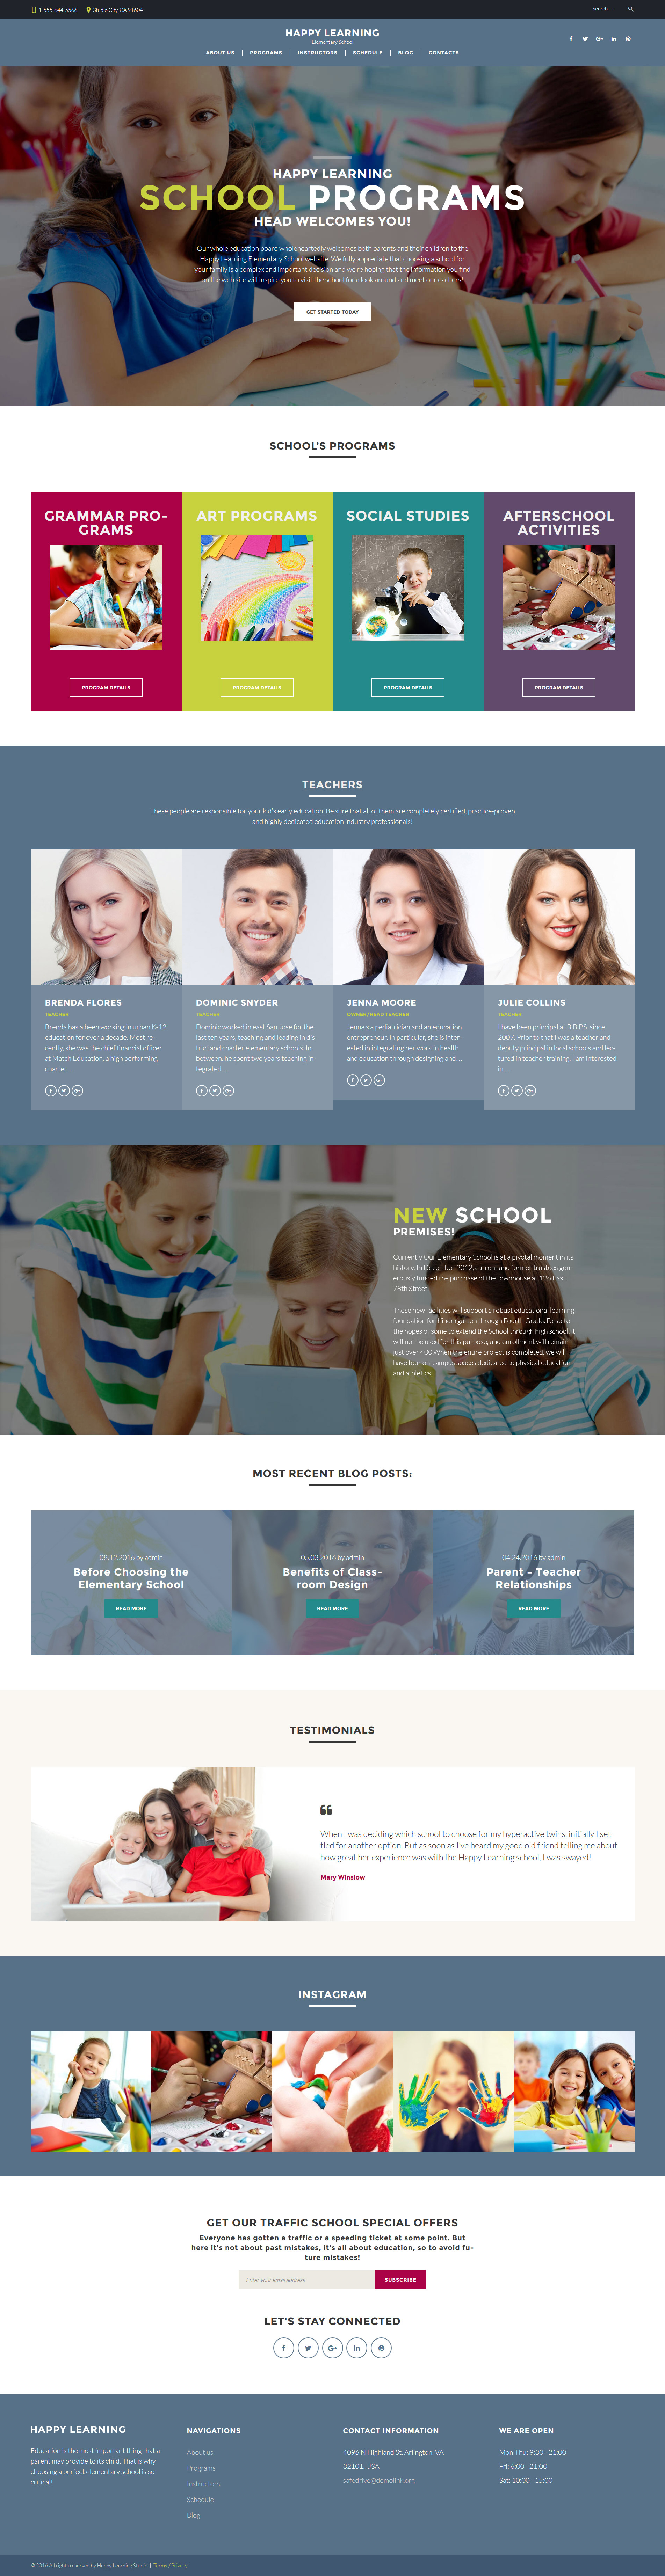 1-555-644-5566
Studio City, CA 91604
Search ...
HAPPY LEARNING
Elementary School
ABOUT US
PROGRAMS
INSTRUCTORS
SCHEDULE
BLOG
CONTACTS
HAPPY LEARNING
SCHOOL PROGRAMS
HEAD WELCOMES YOU!
Our whole education board wholeheartedly welcomes both parents and their children to the
Happy Learning Elementary School website. We fully appreciate that choosing a school for
your family is a complex and important decision and we're hoping that the information you find
on the web site will inspire you to visit the school for a look around and meet our eachers!
GET STARTED TODAY
SCHOOL'S PROGRAMS
GRAMMAR PRO-
GRAMS
PROGRAM DETAILS
ART PROGRAMS
PROGRAM DETAILS
SOCIAL STUDIES
PROGRAM DETAILS
AFTERSCHOOL
ACTIVITIES
PROGRAM DETAILS
TEACHERS
These people are responsible for your kid's early education. Be sure that all of them are completely certified, practice-proven
and highly dedicated education industry professionals!
BRENDA FLORES
TEACHER
Brenda has a been working in urban K-12
education for over a decade. Most re-
cently, she was the chief financial officer
at Match Education, a high performing
charter...
DOMINIC SNYDER
TEACHER
Dominic worked in east San Jose for the
last ten years, teaching and leading in dis-
trict and charter elementary schools. In
between, he spent two years teaching in-
tegrated...
JENNA MOORE
OWNER/HEAD TEACHER
Jenna s a pediatrician and an education
entrepreneur. In particular, she is inter-
ested in integrating her work in health
and education through designing and...
JULIE COLLINS
TEACHER
I have been principal at B.B.P.S. since
2007. Prior to that I was a teacher and
deputy principal in local schools and lec-
tured in teacher training. I am interested
in...
NEW SCHOOL
PREMISES!
Currently Our Elementary School is at a pivotal moment in its
history. In December 2012, current and former trustees gen-
erously funded the purchase of the townhouse at 126 East
78th Street.
These new facilities will support a robust educational learning
foundation for Kindergarten through Fourth Grade. Despite
the hopes of some to extend the School through high school, it
will not be used for this purpose, and enrollment will remain
just over 400.When the entire project is completed, we will
have four on-campus spaces dedicated to physical education
and athletics!
MOST RECENT BLOG POSTS:
08.12.2016 by admin
Before Choosing the
Elementary School
READ MORE
05.03.2016 by admin
Benefits of Class-
room Design
READ MORE
04.24.2016 by admin
Parent – Teacher
Relationships
READ MORE
TESTIMONIALS
When I was deciding which school to choose for my hyperactive twins, initially I set-
tled for another option. But as soon as I've heard my good old friend telling me about
how great her experience was with the Happy Learning school, I was swayed!
Mary Winslow
INSTAGRAM
GET OUR TRAFFIC SCHOOL SPECIAL OFFERS
Everyone has gotten a traffic or a speeding ticket at some point. But
here it's not about past mistakes, it's all about education, so to avoid fu-
ture mistakes!
Enter your email address
SUBSCRIBE
LET'S STAY CONNECTED
HAPPY LEARNING
Education is the most important thing that a
parent may provide to its child. That is why
choosing a perfect elementary school is so
critical!
NAVIGATIONS
About us
Programs
Instructors
Schedule
Blog
CONTACT INFORMATION
4096 N Highland St, Arlington, VA
32101, USA
safedrive@demolink.org
WE ARE OPEN
Mon-Thu: 9:30 - 21:00
Fri: 6:00 - 21:00
Sat: 10:00 - 15:00
© 2016 All rights reserved by Happy Learning Studio | Terms / Privacy